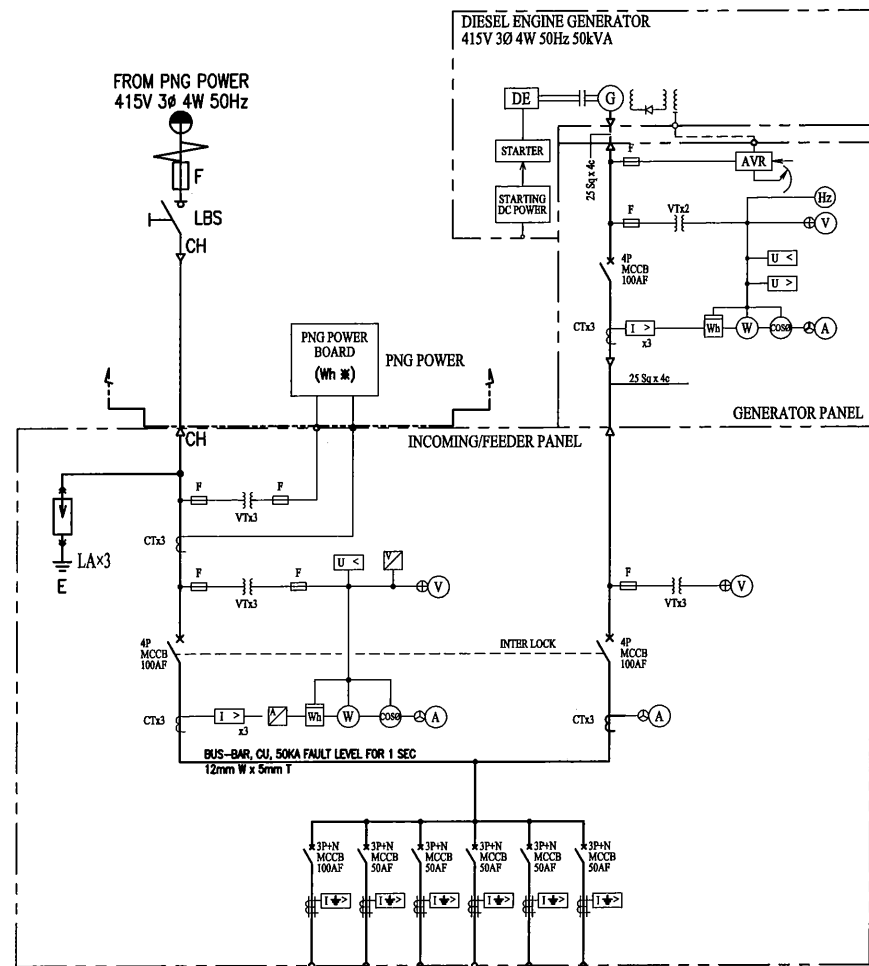 DIESEL ENGINE GENERATOR
415V 3Ø 4W 50Hz 50kVA
FROM PNG POWER
415V 3ø 4W 50Hz
F
LBS
CH
DE
G
STARTER
STARTING
DC POWER
25 Sq x 4c
F
AVR
Hz
F
VTx2
V
4P
MCCB
100AF
U <
U >
CTx3
I >
x3
Wh
W
COSØ
A
25 Sq x 4c
GENERATOR PANEL
PNG POWER
BOARD
(Wh ※)
PNG POWER
CH
INCOMING/FEEDER PANEL
F
VTx3
F
LA×3
E
CTx3
U <
V
F
VTx3
F
V
F
VTx3
V
4P
MCCB
100AF
INTER LOCK
4P
MCCB
100AF
CTx3
I >
x3
A
Wh
W
COSØ
A
CTx3
A
BUS-BAR, CU, 50KA FAULT LEVEL FOR 1 SEC
12mm W x 5mm T
3P+N
MCCB
100AF
3P+N
MCCB
50AF
3P+N
MCCB
50AF
3P+N
MCCB
50AF
3P+N
MCCB
50AF
3P+N
MCCB
50AF
I >
I >
I >
I >
I >
I >